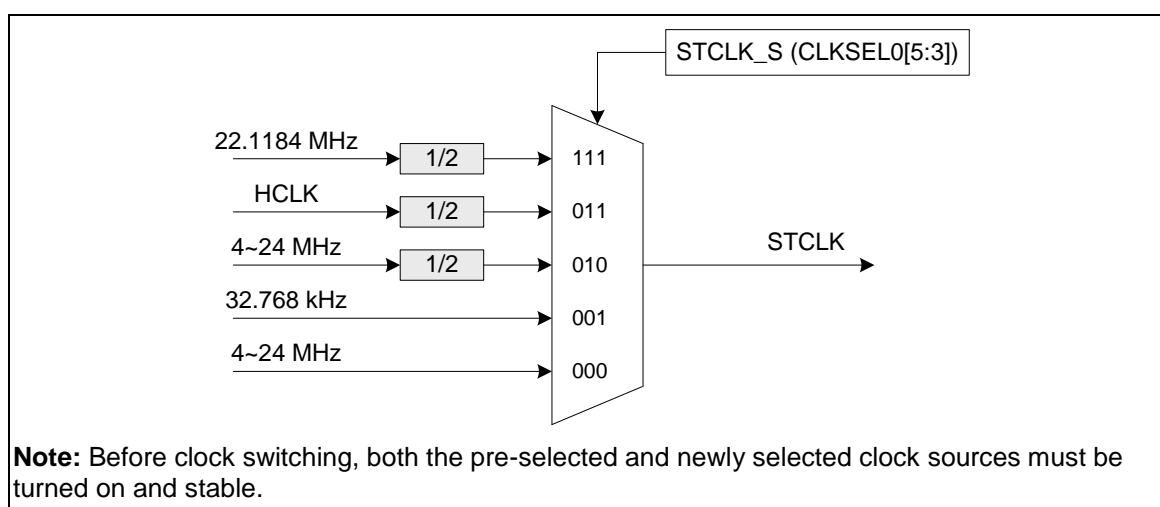 STCLK_S (CLKSEL0[5:3])
22.1184 MHz
1/2
111
HCLK
1/2
011
4~24 MHz
1/2
010
STCLK
32.768 kHz
001
4~24 MHz
000
Note: Before clock switching, both the pre-selected and newly selected clock sources must be
turned on and stable.